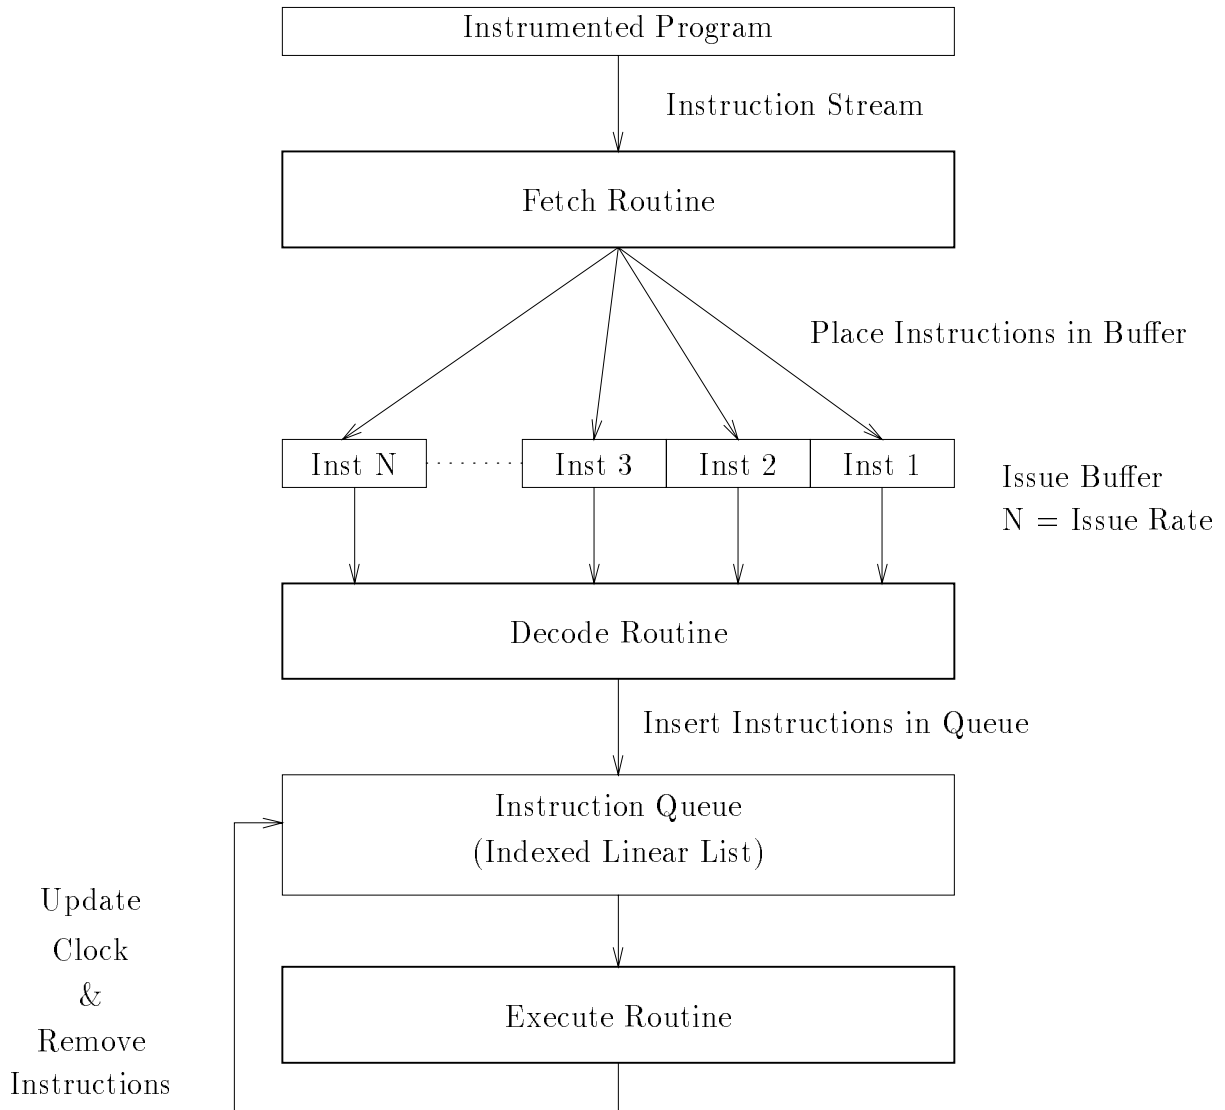 Instrumented Program
Instruction Stream
Fetch Routine
Place Instructions in Buffer
Inst N
Inst 3
Inst 2
Inst 1
Issue Buffer
N = Issue Rate
Decode Routine
Insert Instructions in Queue
Instruction Queue
(Indexed Linear List)
Update
Clock
&
Remove
Instructions
Execute Routine